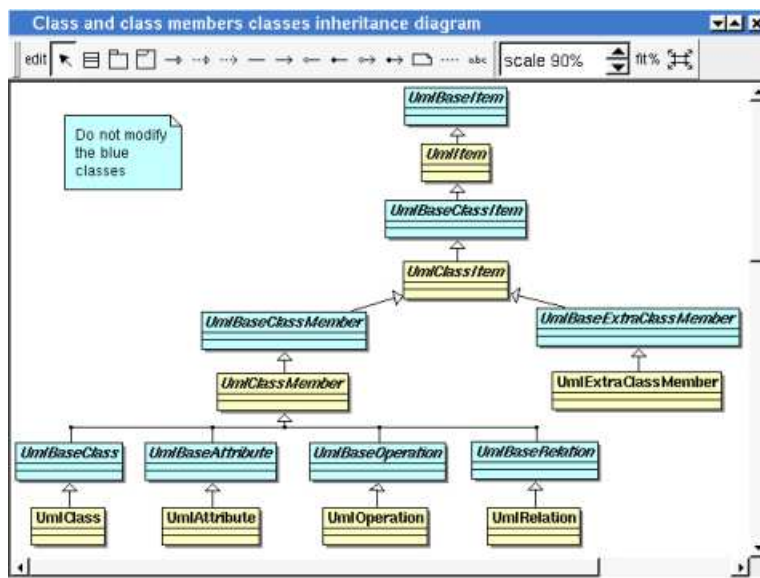 Class and class members classes inheritance diagram
edit
abc
scale 90%
fit%
UmlBaseItem
Do not modify
the blue
classes
UmlItem
UmlBaseClassItem
UmlClassItem
UmlBaseClassMember
UmlBaseExtraClassMember
UmlClassMember
UmlExtraClassMember
UmlBaseClass
UmlBaseAttribute
UmlBaseOperation
UmlBaseRelation
UmlClass
UmlAttribute
UmlOperation
UmlRelation